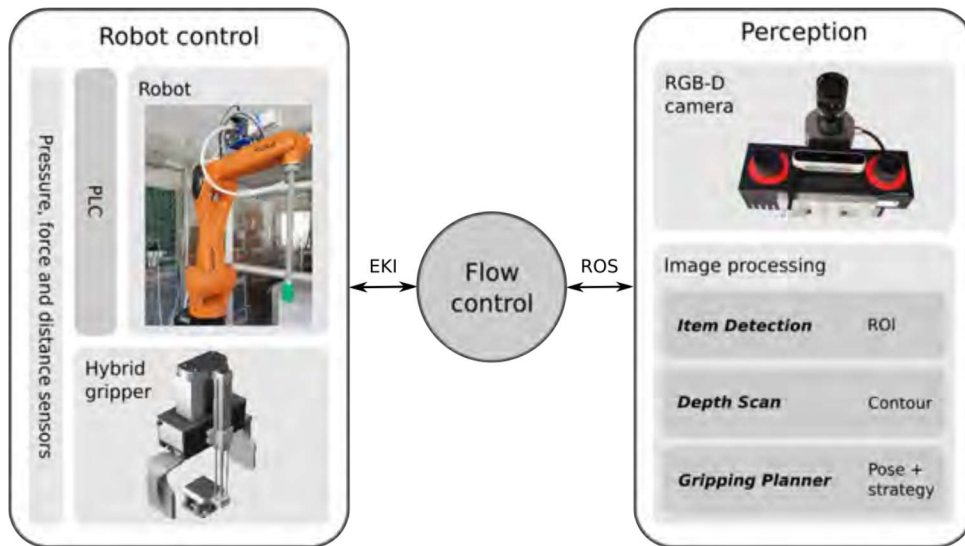 Robot control
Pressure, force and distance sensors
PLC
Robot
Hybrid
gripper
EKI
Flow
control
ROS
Perception
RGB-D
camera
Image processing
Item Detection ROI
Depth Scan Contour
Gripping Planner Pose +
strategy